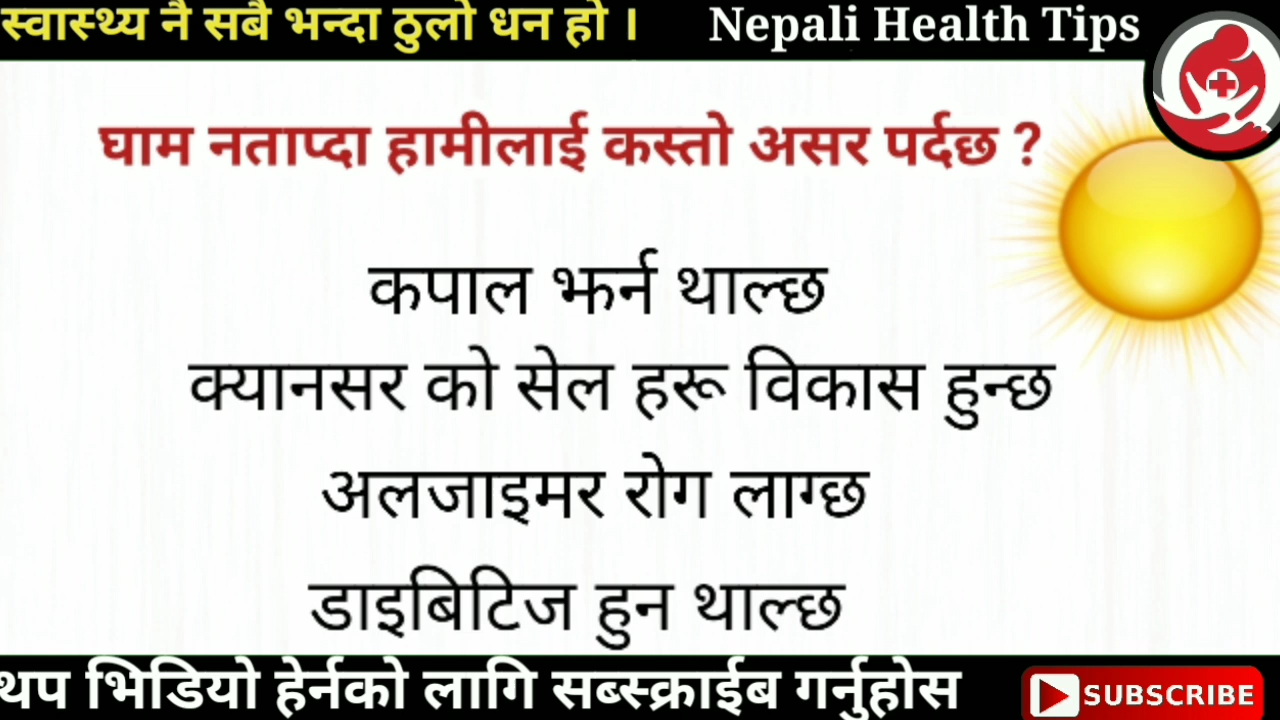 स्वास्थ्य नै सबै भन्दा ठुलो धन हो । Nepali Health Tips
घाम नताप्दा हामीलाई कस्तो असर पर्दछ ?
कपाल झर्न थाल्छ
क्यानसर को सेल हरू विकास हुन्छ
अलजाइमर रोग लाग्छ
डाइबिटिज हुन थाल्छ
थप भिडियो हेर्नको लागि सब्स्क्राईब गर्नुहोस SUBSCRIBE